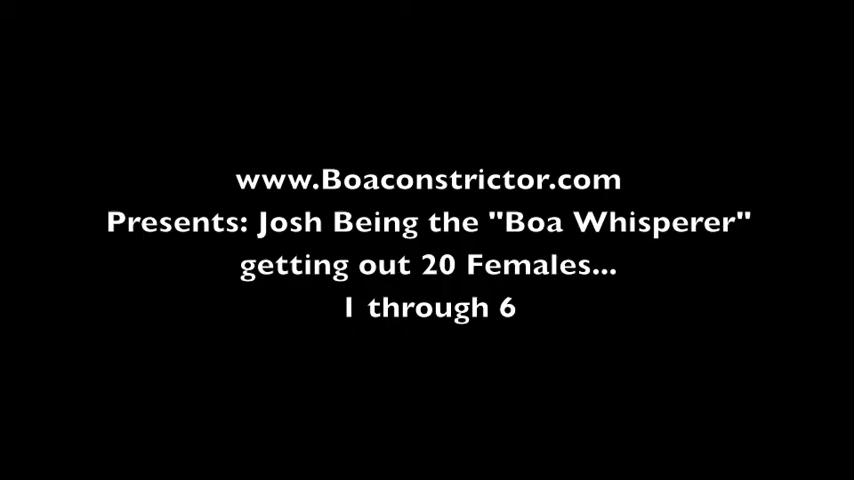 www.Boaconstrictor.com
Presents: Josh Being the "Boa Whisperer"
getting out 20 Females...
1 through 6